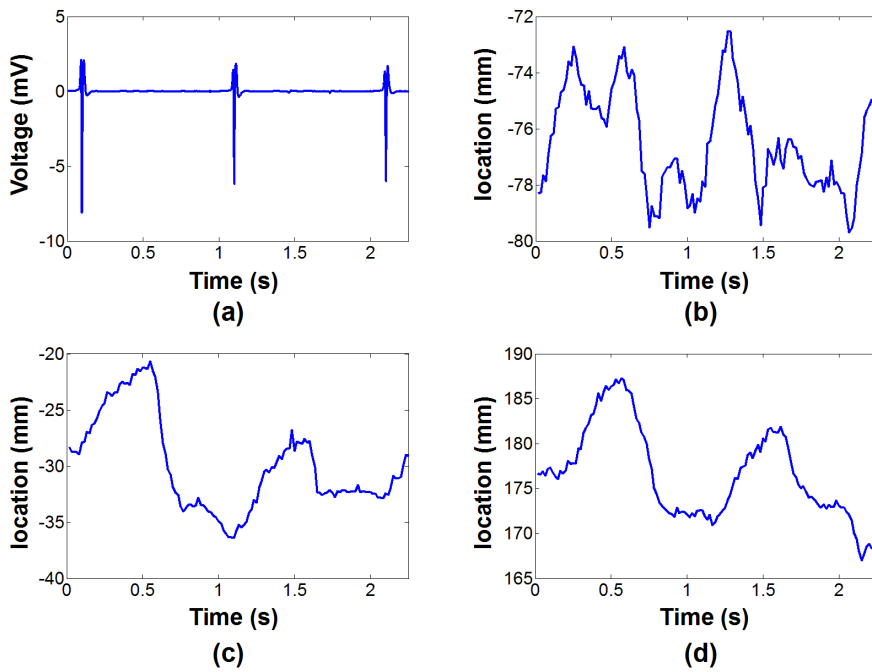 5
0
-5
-10
Voltage (mV)
0 0.5 1 1.5 2
Time (s)
(a)
-72
-74
-76
-78
-80
location (mm)
0 0.5 1 1.5 2
Time (s)
(b)
-20
-25
-30
-35
-40
location (mm)
0 0.5 1 1.5 2
Time (s)
(c)
190
185
180
175
170
165
location (mm)
0 0.5 1 1.5 2
Time (s)
(d)